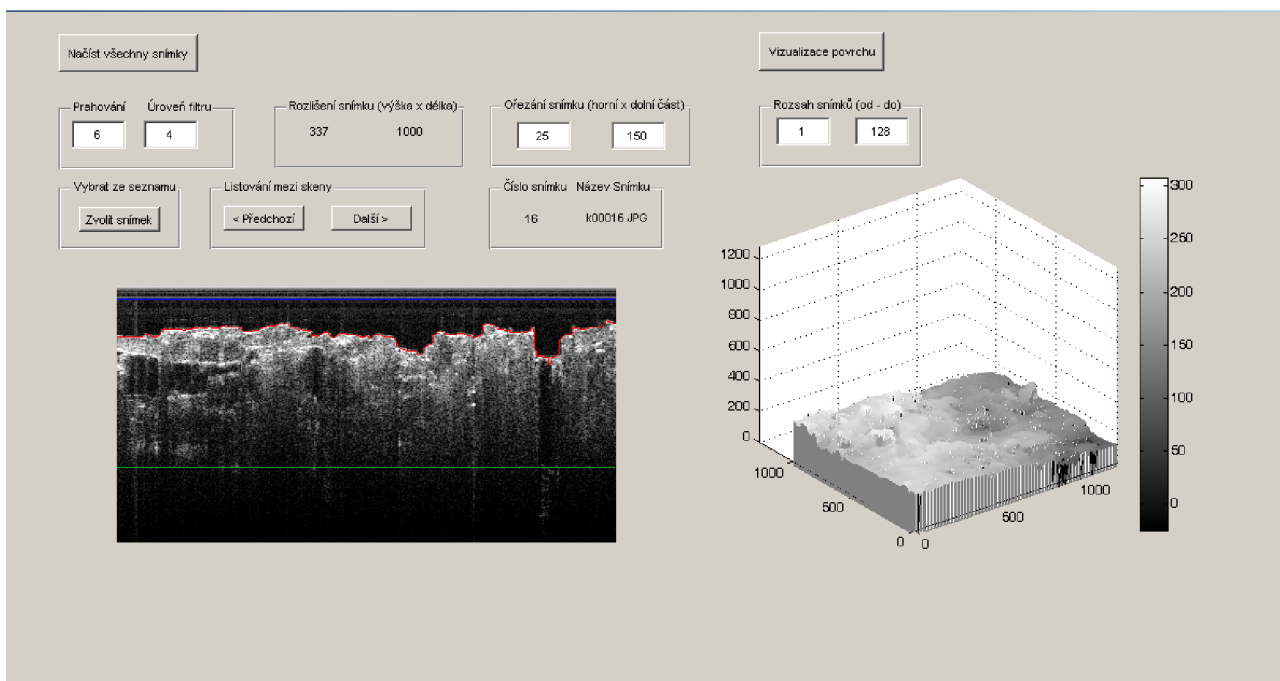 Načíst všechny snímky
Vizualizace povrchu
Prahování Úroveň filtru
6 4
Rozlišení snímku (výška x délka)
337 1000
Ořezání snímku (horní x dolní část)
25 150
Rozsah snímků (od - do)
1 128
Vybrat ze seznamu
Zvolit snímek
Listování mezi skeny
< Předchozí Další >
Číslo snímku Název Snímku
16 k00016.JPG
1200
1000
800
600
400
200
0
1000
500
0
0
500
1000
300
250
200
150
100
50
0